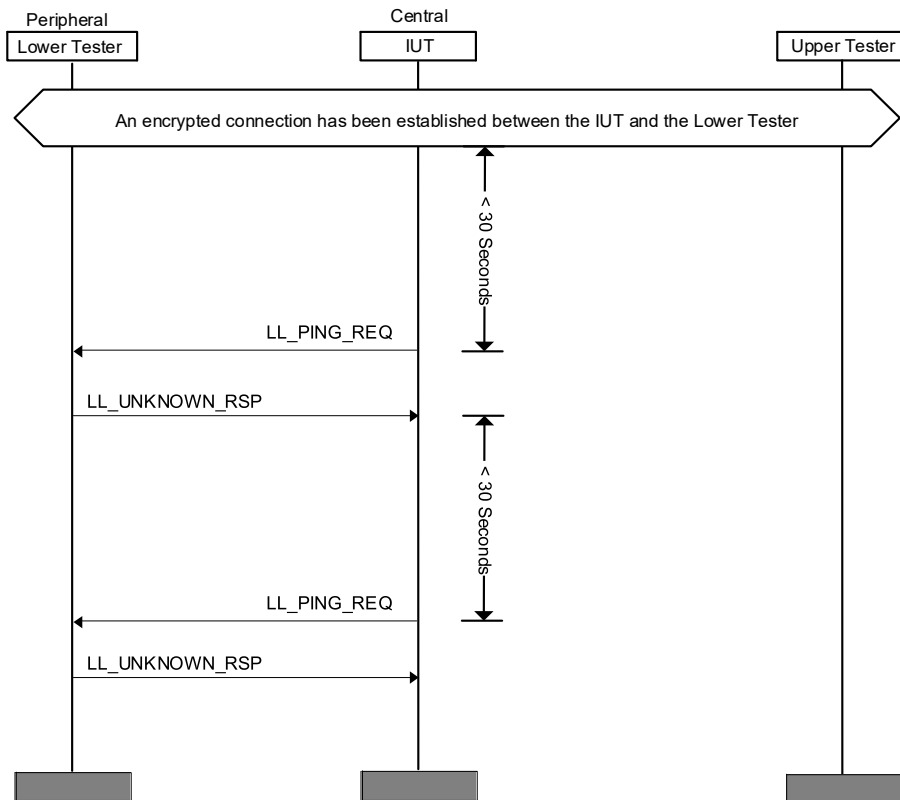 Peripheral
Central
Lower Tester
IUT
Upper Tester
An encrypted connection has been established between the IUT and the Lower Tester
< 30 Seconds
LL_PING_REQ
LL_UNKNOWN_RSP
< 30 Seconds
LL_PING_REQ
LL_UNKNOWN_RSP